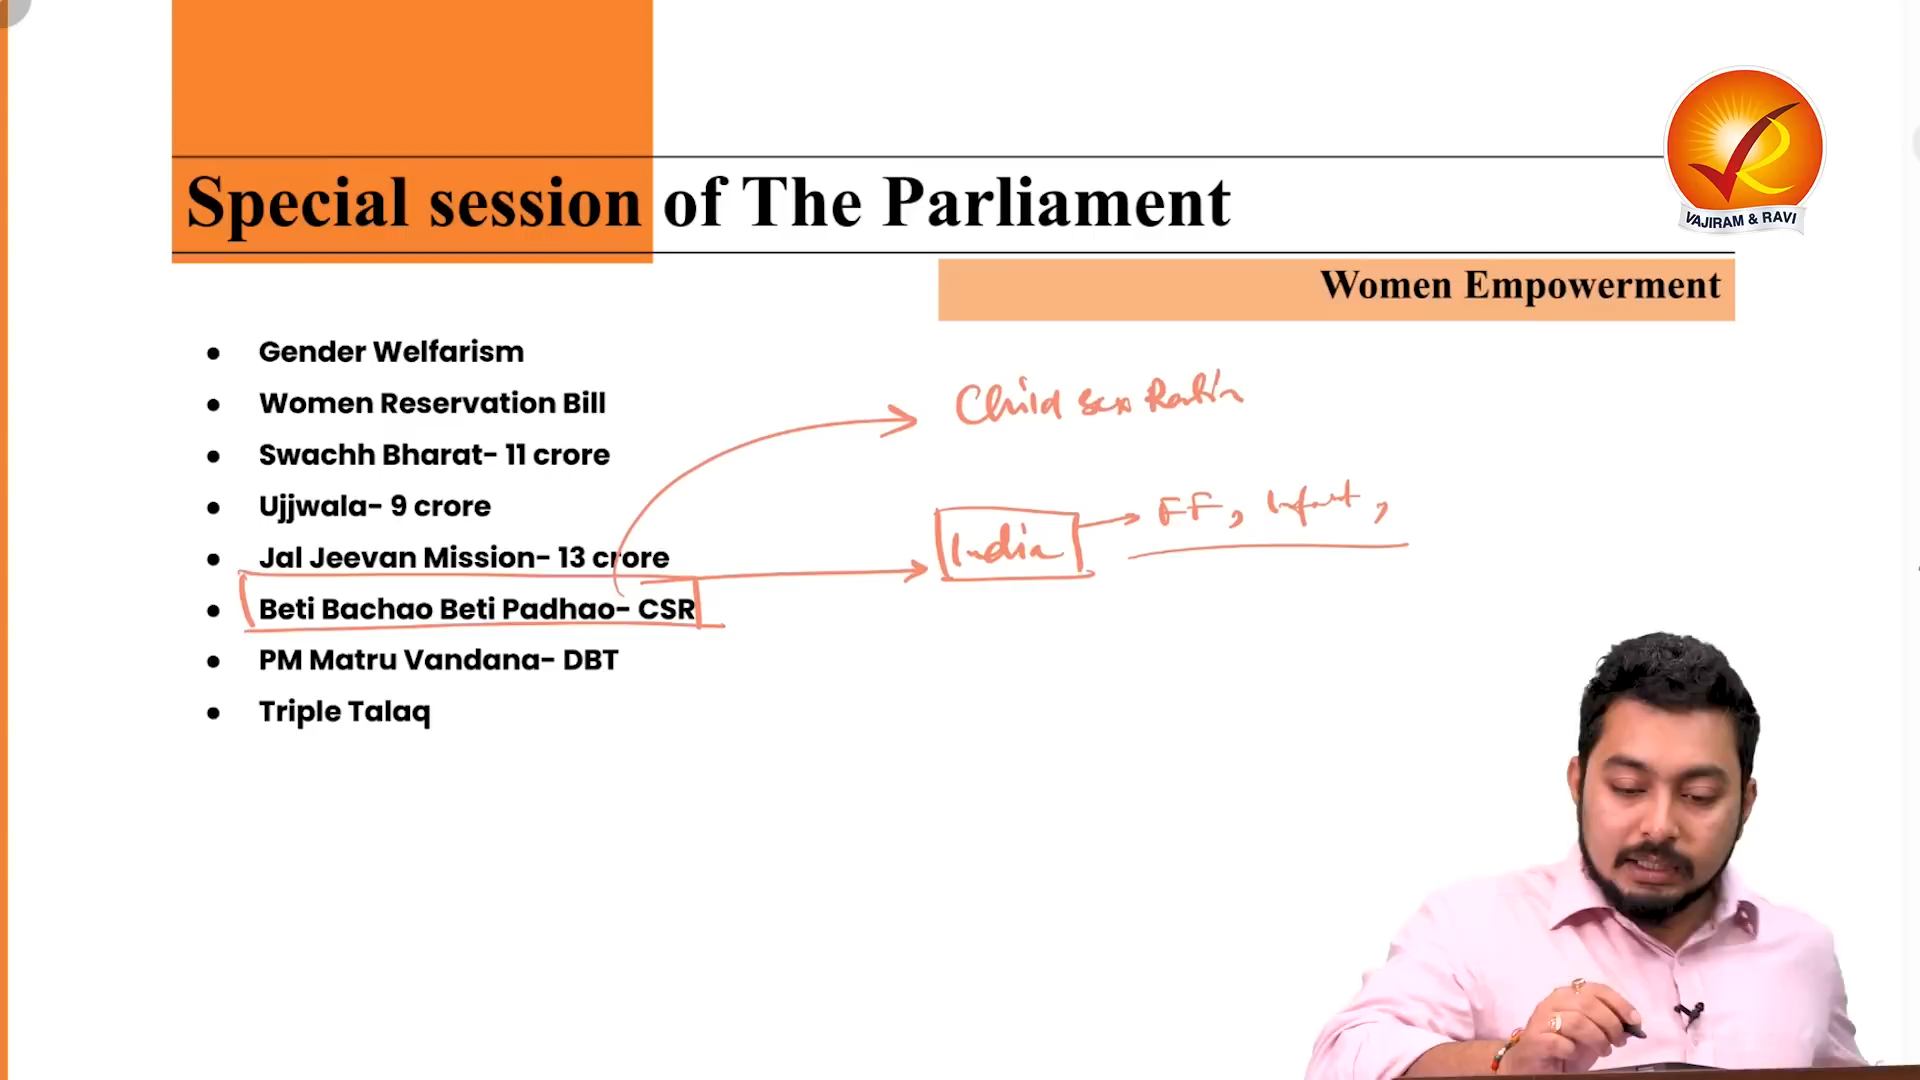 VAJIRAM & RAVI
Special session of The Parliament
Women Empowerment
Gender Welfarism
Women Reservation Bill
Swachh Bharat- 11 crore
Ujjwala- 9 crore
Jal Jeevan Mission- 13 crore
Beti Bachao Beti Padhao- CSR
PM Matru Vandana- DBT
Triple Talaq
Child Sex Ratio
India
FF, Infant,